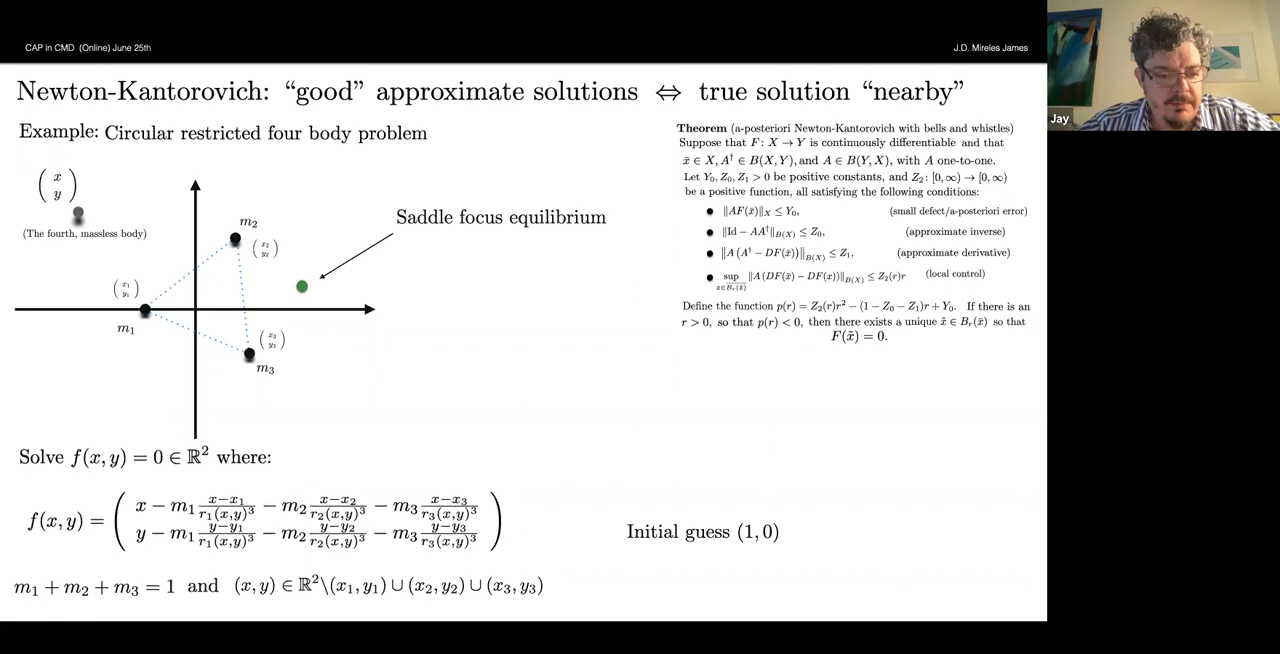 CAP in CMD (Online) June 25th
J.D. Mireles James
Newton-Kantorovich: “good” approximate solutions ⇔ true solution “nearby”
Example: Circular restricted four body problem
( x y )
(The fourth, massless body)
m₂
( x₂ y₂ )
Saddle focus equilibrium
( x₁ y₁ )
m₁
( x₃ y₃ )
m₃
Theorem (a-posteriori Newton-Kantorovich with bells and whistles)
Suppose that F: X → Y is continuously differentiable and that
x̄ ∈ X, A† ∈ B(X,Y), and A ∈ B(Y,X), with A one-to-one.
Let Y₀, Z₀, Z₁ > 0 be positive constants, and Z₂: [0,∞) → [0,∞)
be a positive function, all satisfying the following conditions:
• ‖AF(x̄)‖_X ≤ Y₀, (small defect/a-posteriori error)
• ‖Id − AA†‖_B(X) ≤ Z₀, (approximate inverse)
• ‖A(A† − DF(x̄))‖_B(X) ≤ Z₁, (approximate derivative)
• sup_{x∈B_r(x̄)} ‖A(DF(x̄) − DF(x))‖_B(X) ≤ Z₂(r)r (local control)
Define the function p(r) = Z₂(r)r² − (1 − Z₀ − Z₁)r + Y₀. If there is an
r > 0, so that p(r) < 0, then there exists a unique x̃ ∈ B_r(x̄) so that
F(x̃) = 0.
Solve f(x,y) = 0 ∈ ℝ² where:
f(x,y) = ( x − m₁ (x−x₁)/r₁(x,y)³ − m₂ (x−x₂)/r₂(x,y)³ − m₃ (x−x₃)/r₃(x,y)³
y − m₁ (y−y₁)/r₁(x,y)³ − m₂ (y−y₂)/r₂(x,y)³ − m₃ (y−y₃)/r₃(x,y)³ )
Initial guess (1,0)
m₁ + m₂ + m₃ = 1 and (x,y) ∈ ℝ²\(x₁,y₁) ∪ (x₂,y₂) ∪ (x₃,y₃)
Jay